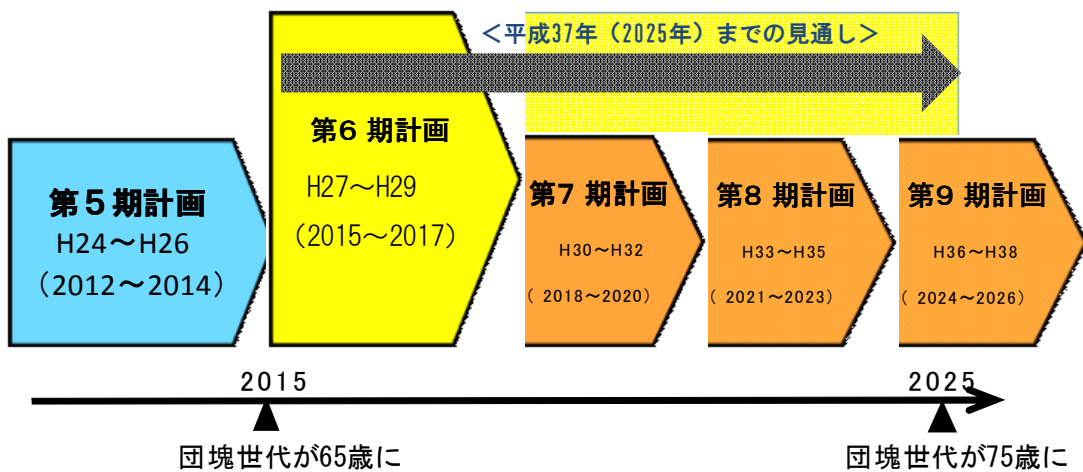 ＜平成37年（2025年）までの見通し＞
第６期計画
H27～H29
（2015～2017）
第５期計画
H24～H26
（2012～2014）
第７期計画
H30～H32
（ 2018～2020）
第８期計画
H33～H35
（ 2021～2023）
第９期計画
H36～H38
（ 2024～2026）
2015
2025
団塊世代が65歳に
団塊世代が75歳に